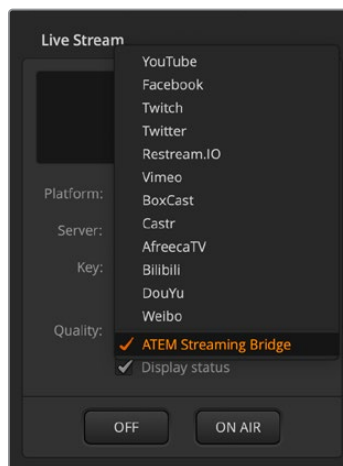 Live Stream
YouTube
Facebook
Twitch
Twitter
Restream.IO
Vimeo
Platform:
BoxCast
Server:
Castr
AfreecaTV
Key:
Bilibili
DouYu
Weibo
Quality:
ATEM Streaming Bridge
Display status
OFF
ON AIR